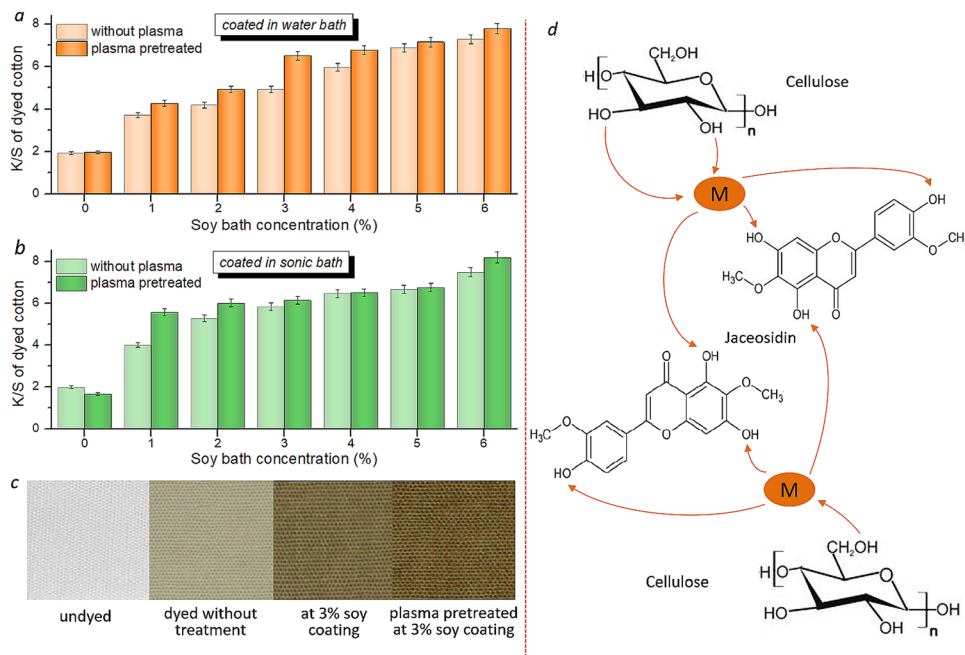 a
without plasma
plasma pretreated
coated in water bath
K/S of dyed cotton
8
6
4
2
0
0 1 2 3 4 5 6
Soy bath concentration (%)
b
without plasma
plasma pretreated
coated in sonic bath
K/S of dyed cotton
8
6
4
2
0
0 1 2 3 4 5 6
Soy bath concentration (%)
c
undyed
dyed without
treatment
at 3% soy
coating
plasma pretreated
at 3% soy coating
d
CH₂OH
H O O
HO OH
OH n
Cellulose
M
OH
HO O OCH₃
H₃CO
OH O
Jaceosidin
O OH
OCH₃
H₃CO O OH
HO
M
CH₂OH
H O O
HO OH
OH n
Cellulose